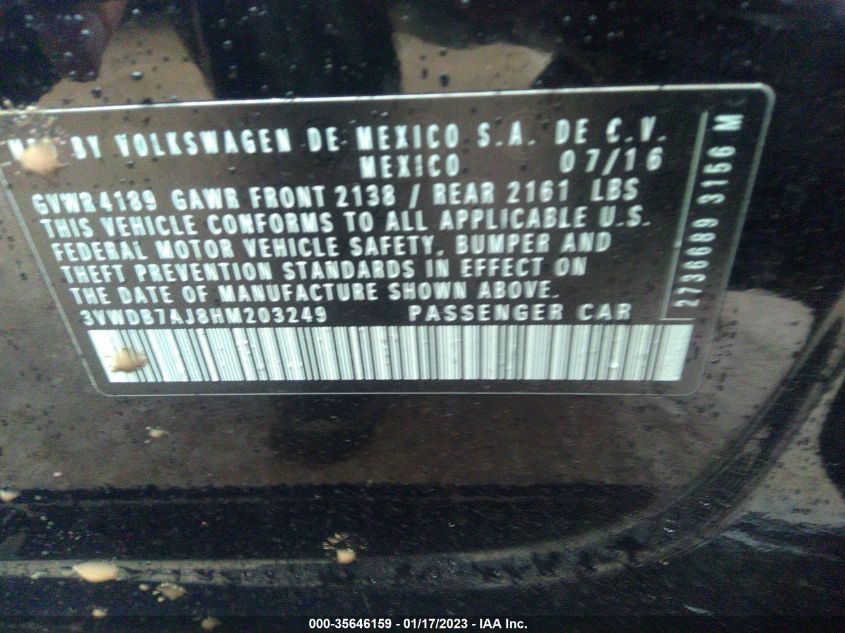 BY VOLKSWAGEN DE MEXICO S.A. DE C.V.
MEXICO 07/16
GVWR 4189 GAWR FRONT 2138 / REAR 2161 LBS
THIS VEHICLE CONFORMS TO ALL APPLICABLE U.S.
FEDERAL MOTOR VEHICLE SAFETY, BUMPER AND
THEFT PREVENTION STANDARDS IN EFFECT ON
THE DATE OF MANUFACTURE SHOWN ABOVE.
3VWDB7AJ8HM203249 PASSENGER CAR
2736689 3156 M
000-35646159 - 01/17/2023 - IAA Inc.